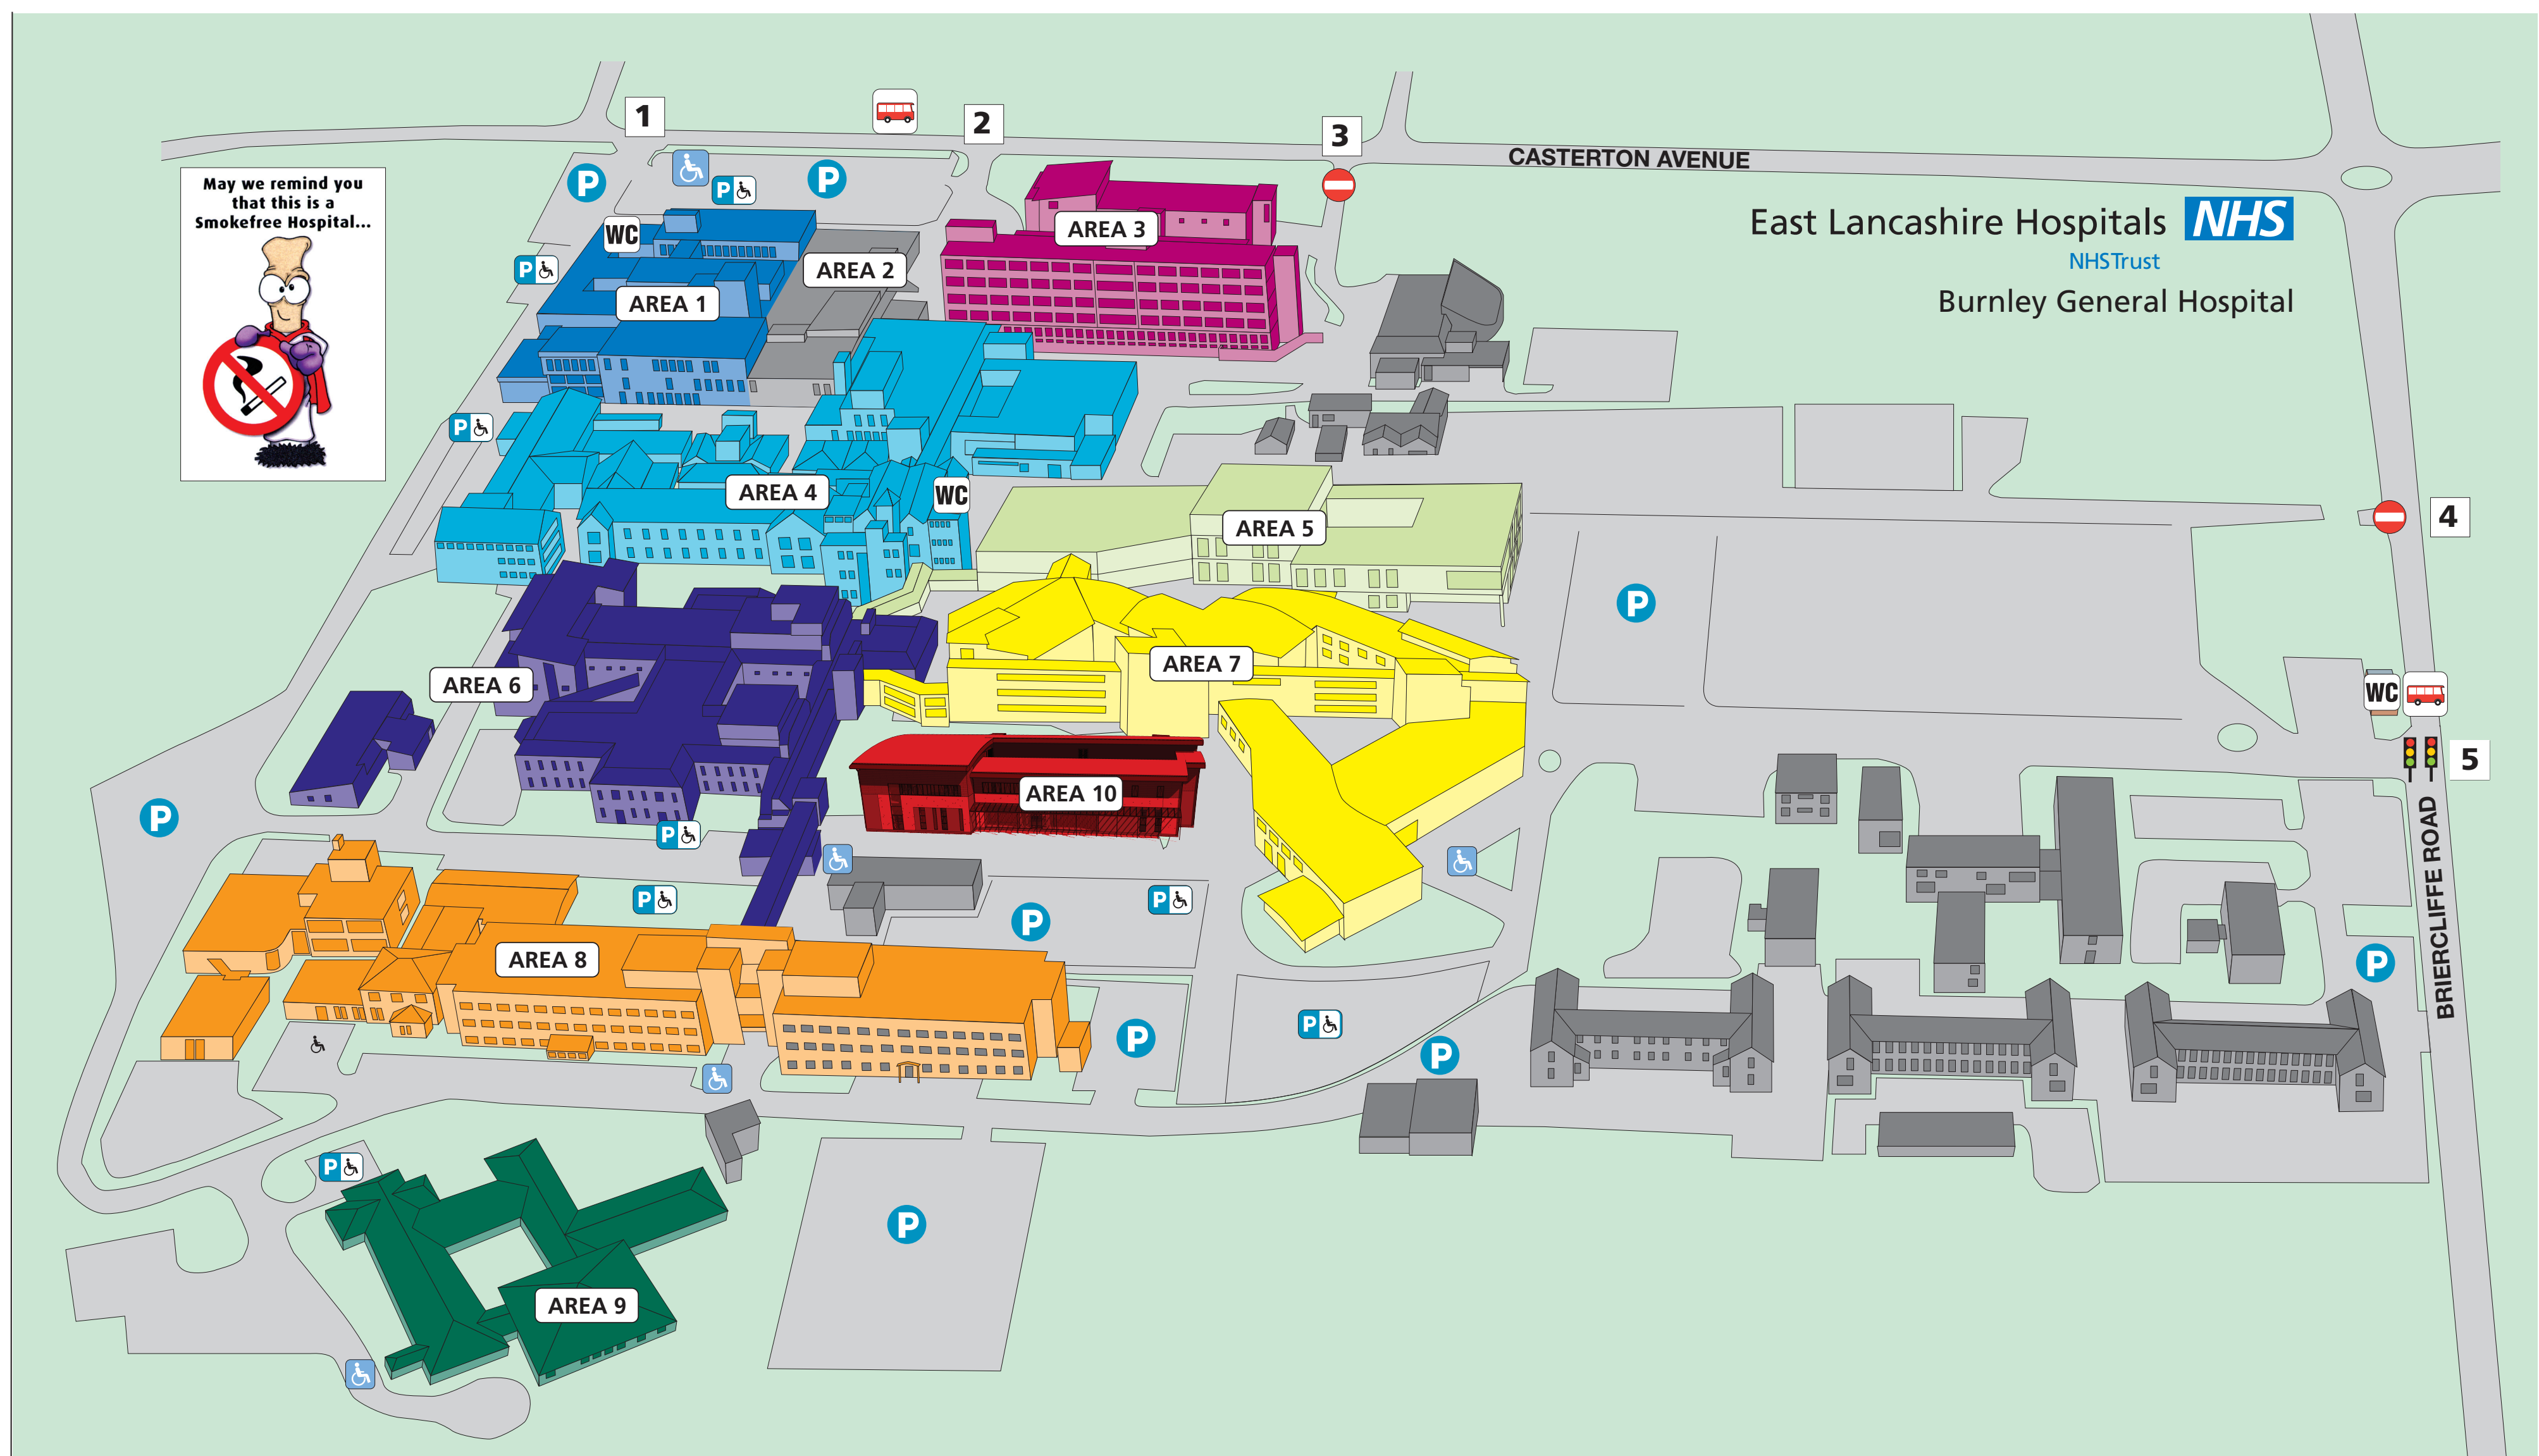 1
2
3
CASTERTON AVENUE
P
P
P
May we remind you
that this is a
Smokefree Hospital...
East Lancashire Hospitals NHS
NHS Trust
Burnley General Hospital
WC
AREA 3
P
AREA 2
AREA 1
P
AREA 4
WC
AREA 5
4
P
AREA 7
AREA 6
WC
5
AREA 10
P
P
BRIERCLIFFE ROAD
P
P
P
AREA 8
P
P
P
P
P
P
AREA 9